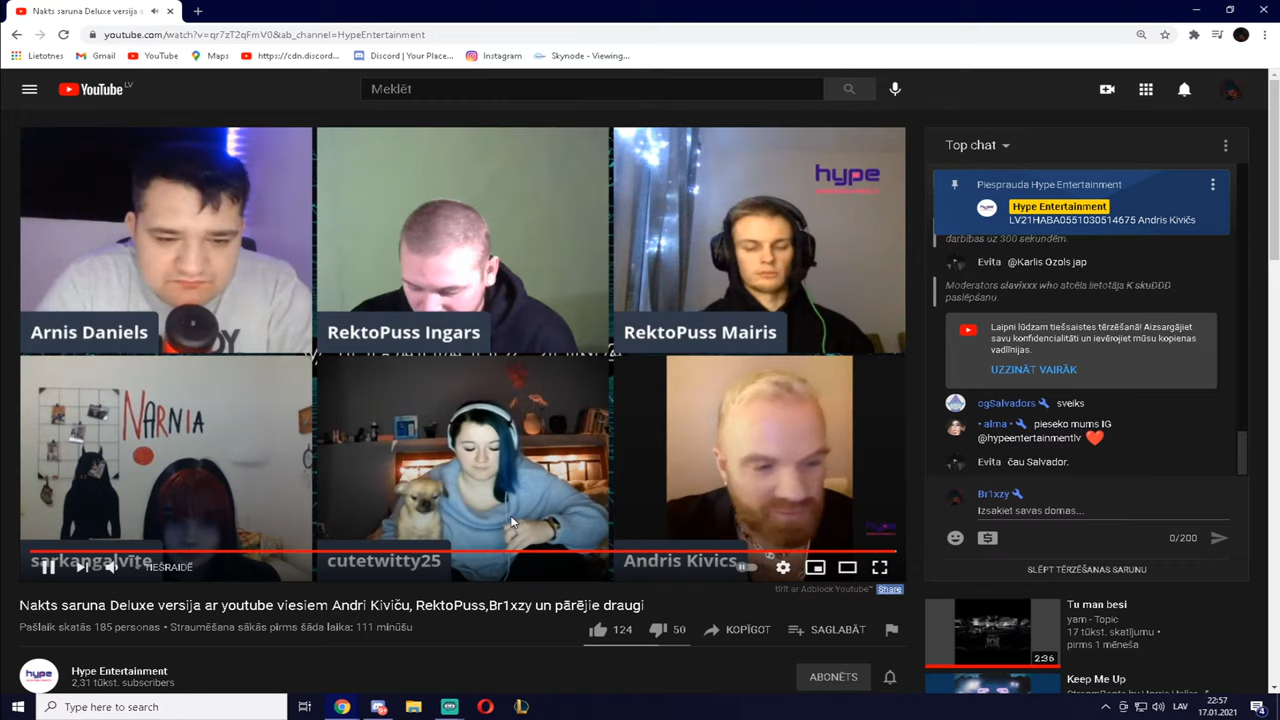 Nakts saruna Deluxe versija a
youtube.com/watch?v=qr7zT2qFmV0&ab_channel=HypeEntertainment
Lietotnes
Gmail
YouTube
Maps
https://cdn.discord...
Discord | Your Place...
Instagram
Skynode - Viewing...
YouTube LV
Meklēt
hype
Arnis Daniels
RektoPuss Ingars
RektoPuss Mairis
NARNIA
sarkangalvīte
cutetwitty25
Andris Kivics
TIEŠRAIDĒ
tīrīt ar Adblock Youtube™ Share
Nakts saruna Deluxe versija ar youtube viesiem Andri Kiviču, RektoPuss,Br1xzy un pārējie draugi
Pašlaik skatās 185 personas • Straumēšana sākās pirms šāda laika: 111 minūšu
124
50
KOPĪGOT
SAGLABĀT
hype
Hype Entertainment
2,31 tūkst. subscribers
ABONĒTS
Top chat
Piesprauda Hype Entertainment
Hype Entertainment
LV21HABA0551030514675 Andris Kivičs
darbības uz 300 sekundēm.
Evita @Karlis Ozols jap
Moderators slavixxx who atcēla lietotāja K skuDDD
paslēpšanu.
Laipni lūdzam tiešsaistes tērzēšanā! Aizsargājiet
savu konfidencialitāti un ievērojiet mūsu kopienas
vadlīnijas.
UZZINĀT VAIRĀK
ogSalvadors sveiks
• alma • pieseko mums IG
@hypeentertainmentlv
Evita čau Salvador.
Br1xzy
Izsakiet savas domas...
0/200
SLĒPT TĒRZĒŠANAS SARUNU
Tu man besi
yam - Topic
17 tūkst. skatījumu •
pirms 1 mēneša
2:36
Keep Me Up
Type here to search
LAV
22:57
17.01.2021
4